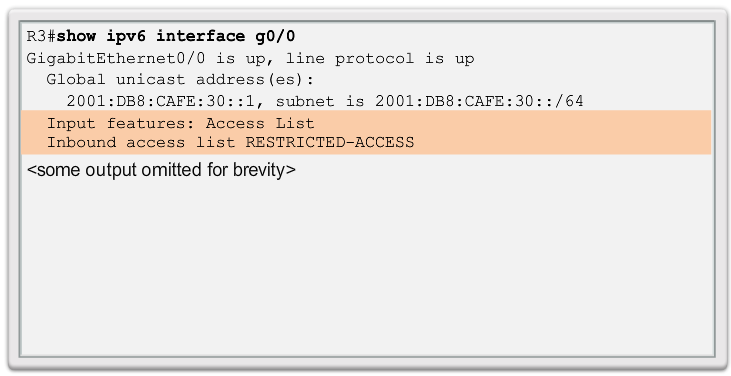 R3#show ipv6 interface g0/0
GigabitEthernet0/0 is up, line protocol is up
Global unicast address(es):
2001:DB8:CAFE:30::1, subnet is 2001:DB8:CAFE:30::/64
Input features: Access List
Inbound access list RESTRICTED-ACCESS
<some output omitted for brevity>